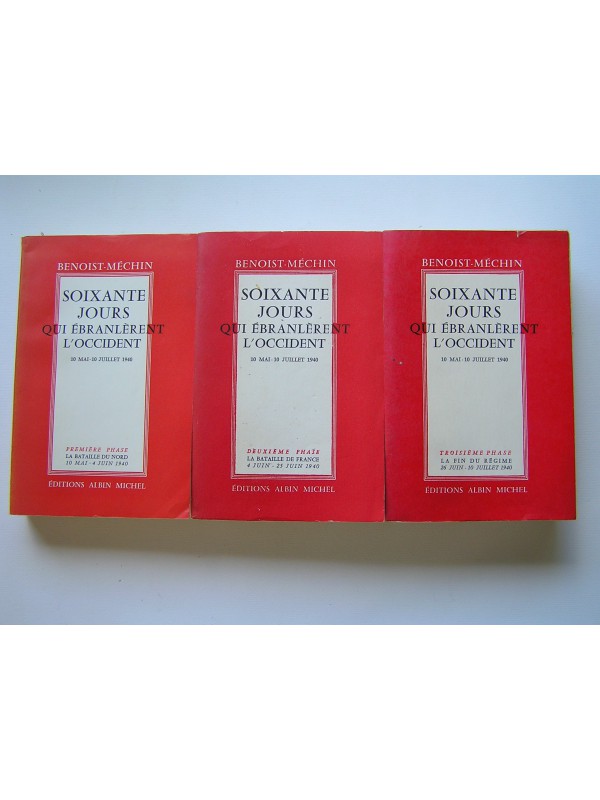 BENOIST-MÉCHIN
SOIXANTE
JOURS
QUI ÉBRANLÈRENT
L'OCCIDENT
10 MAI-10 JUILLET 1940
PREMIÈRE PHASE
LA BATAILLE DU NORD
10 MAI-4 JUIN 1940
ÉDITIONS ALBIN MICHEL
BENOIST-MÉCHIN
SOIXANTE
JOURS
QUI ÉBRANLÈRENT
L'OCCIDENT
10 MAI-10 JUILLET 1940
DEUXIÈME PHASE
LA BATAILLE DE FRANCE
4 JUIN-25 JUIN 1940
ÉDITIONS ALBIN MICHEL
BENOIST-MÉCHIN
SOIXANTE
JOURS
QUI ÉBRANLÈRENT
L'OCCIDENT
10 MAI-10 JUILLET 1940
TROISIÈME PHASE
LA FIN DU RÉGIME
26 JUIN-10 JUILLET 1940
ÉDITIONS ALBIN MICHEL